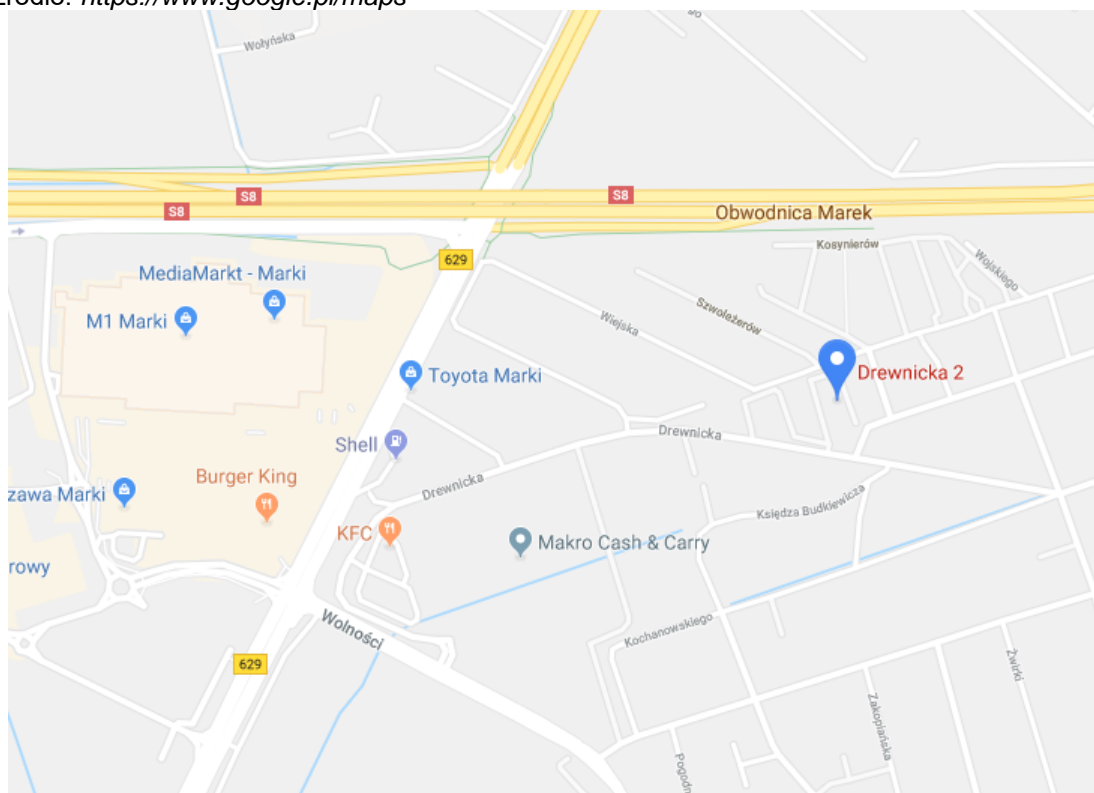 https://www.google.pl/maps
Wołyńska
S8
S8
S8
Obwodnica Marek
629
Kosynierów
Wojskiego
MediaMarkt - Marki
M1 Marki
Szwoleżerów
Wiejska
Toyota Marki
Drewnicka 2
Shell
Drewnicka
Burger King
Drewnicka
zawa Marki
Księdza Budkiewicza
KFC
Makro Cash & Carry
rowy
Wolności
Kochanowskiego
629
Żwirki
Zakopiańska
Pogodn